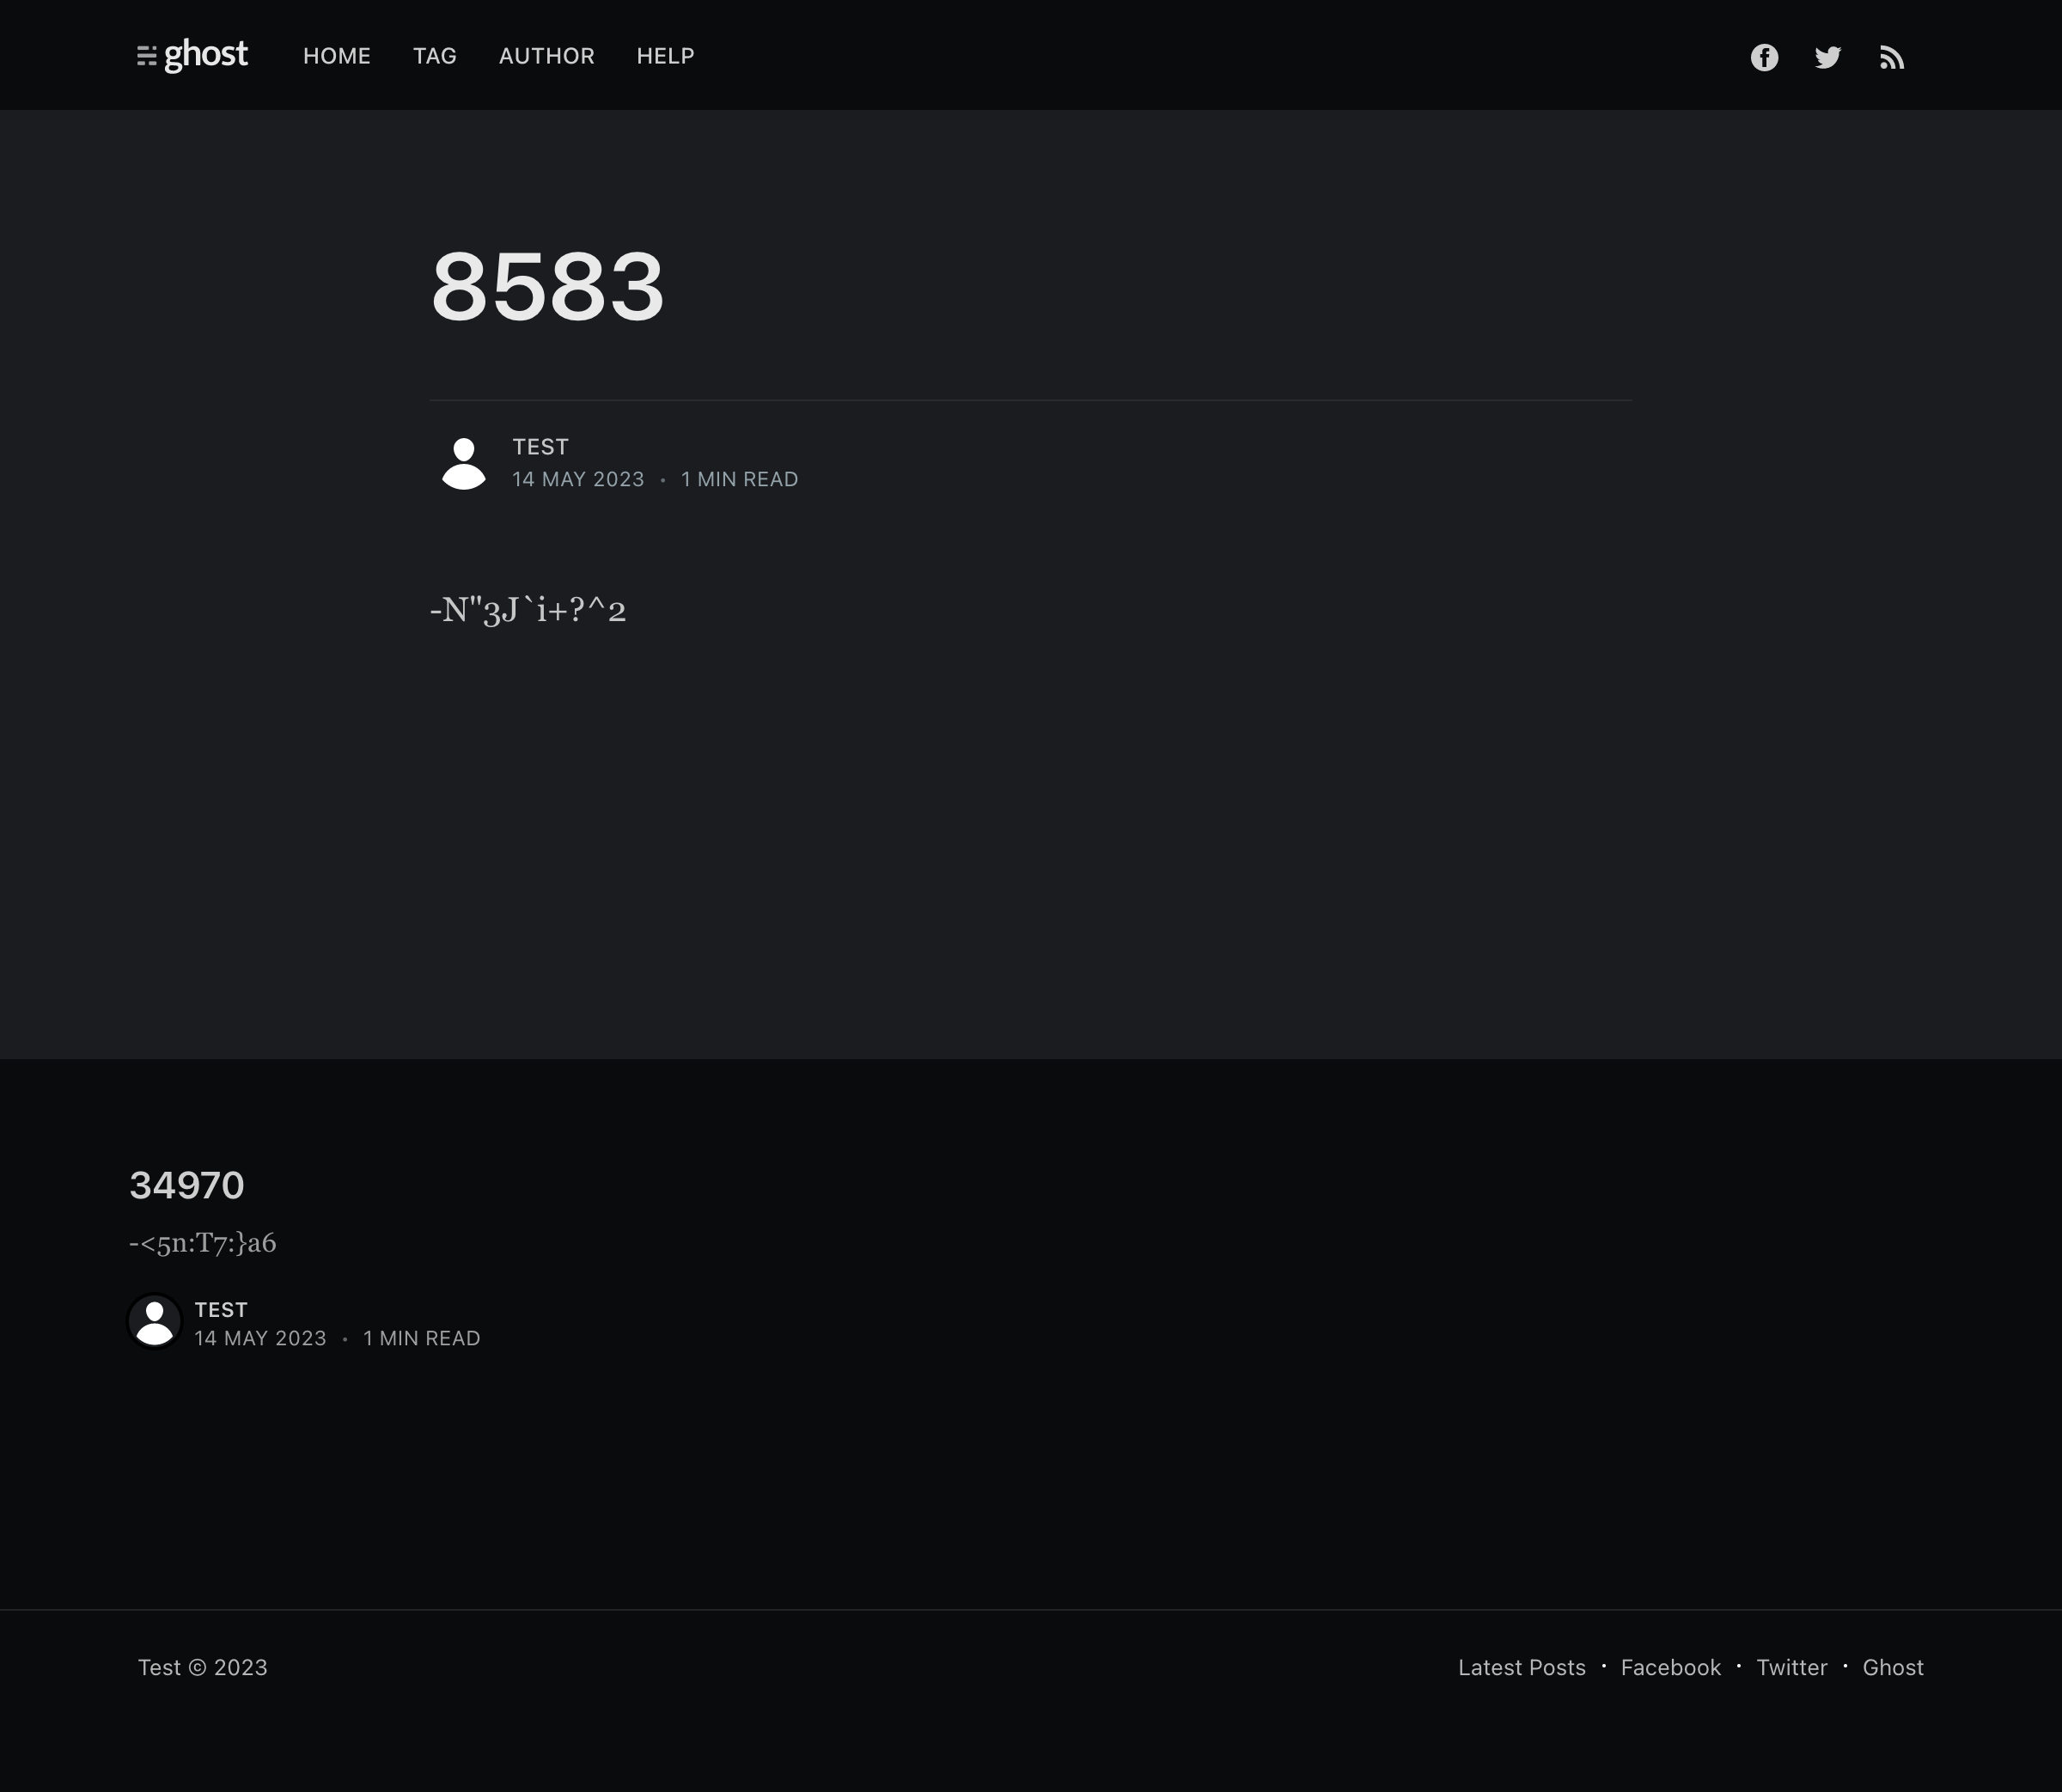 ghost HOME TAG AUTHOR HELP
8583
TEST
14 MAY 2023 • 1 MIN READ
-N"3J`i+?^2
34970
-<5n:T7:}a6
TEST
14 MAY 2023 • 1 MIN READ
Test © 2023 Latest Posts • Facebook • Twitter • Ghost